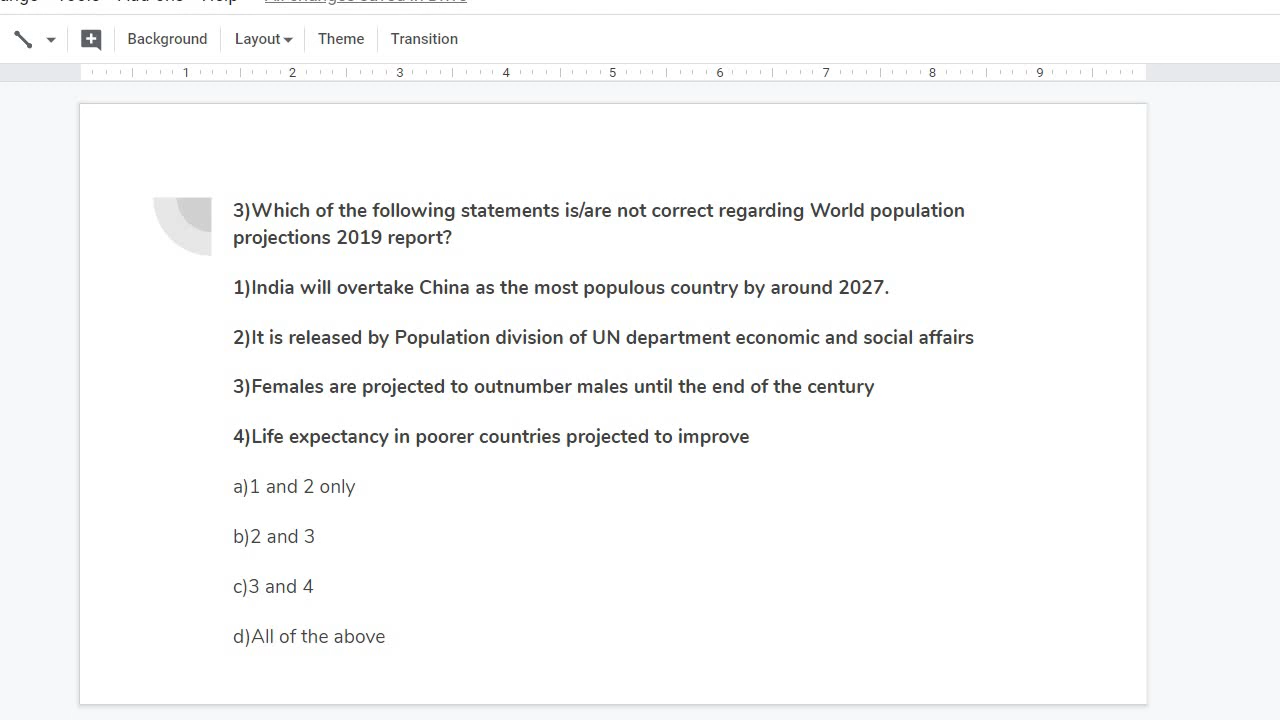 Help
Background Layout Theme Transition
1 2 3 4 5 6 7 8 9
3)Which of the following statements is/are not correct regarding World population
projections 2019 report?
1)India will overtake China as the most populous country by around 2027.
2)It is released by Population division of UN department economic and social affairs
3)Females are projected to outnumber males until the end of the century
4)Life expectancy in poorer countries projected to improve
a)1 and 2 only
b)2 and 3
c)3 and 4
d)All of the above